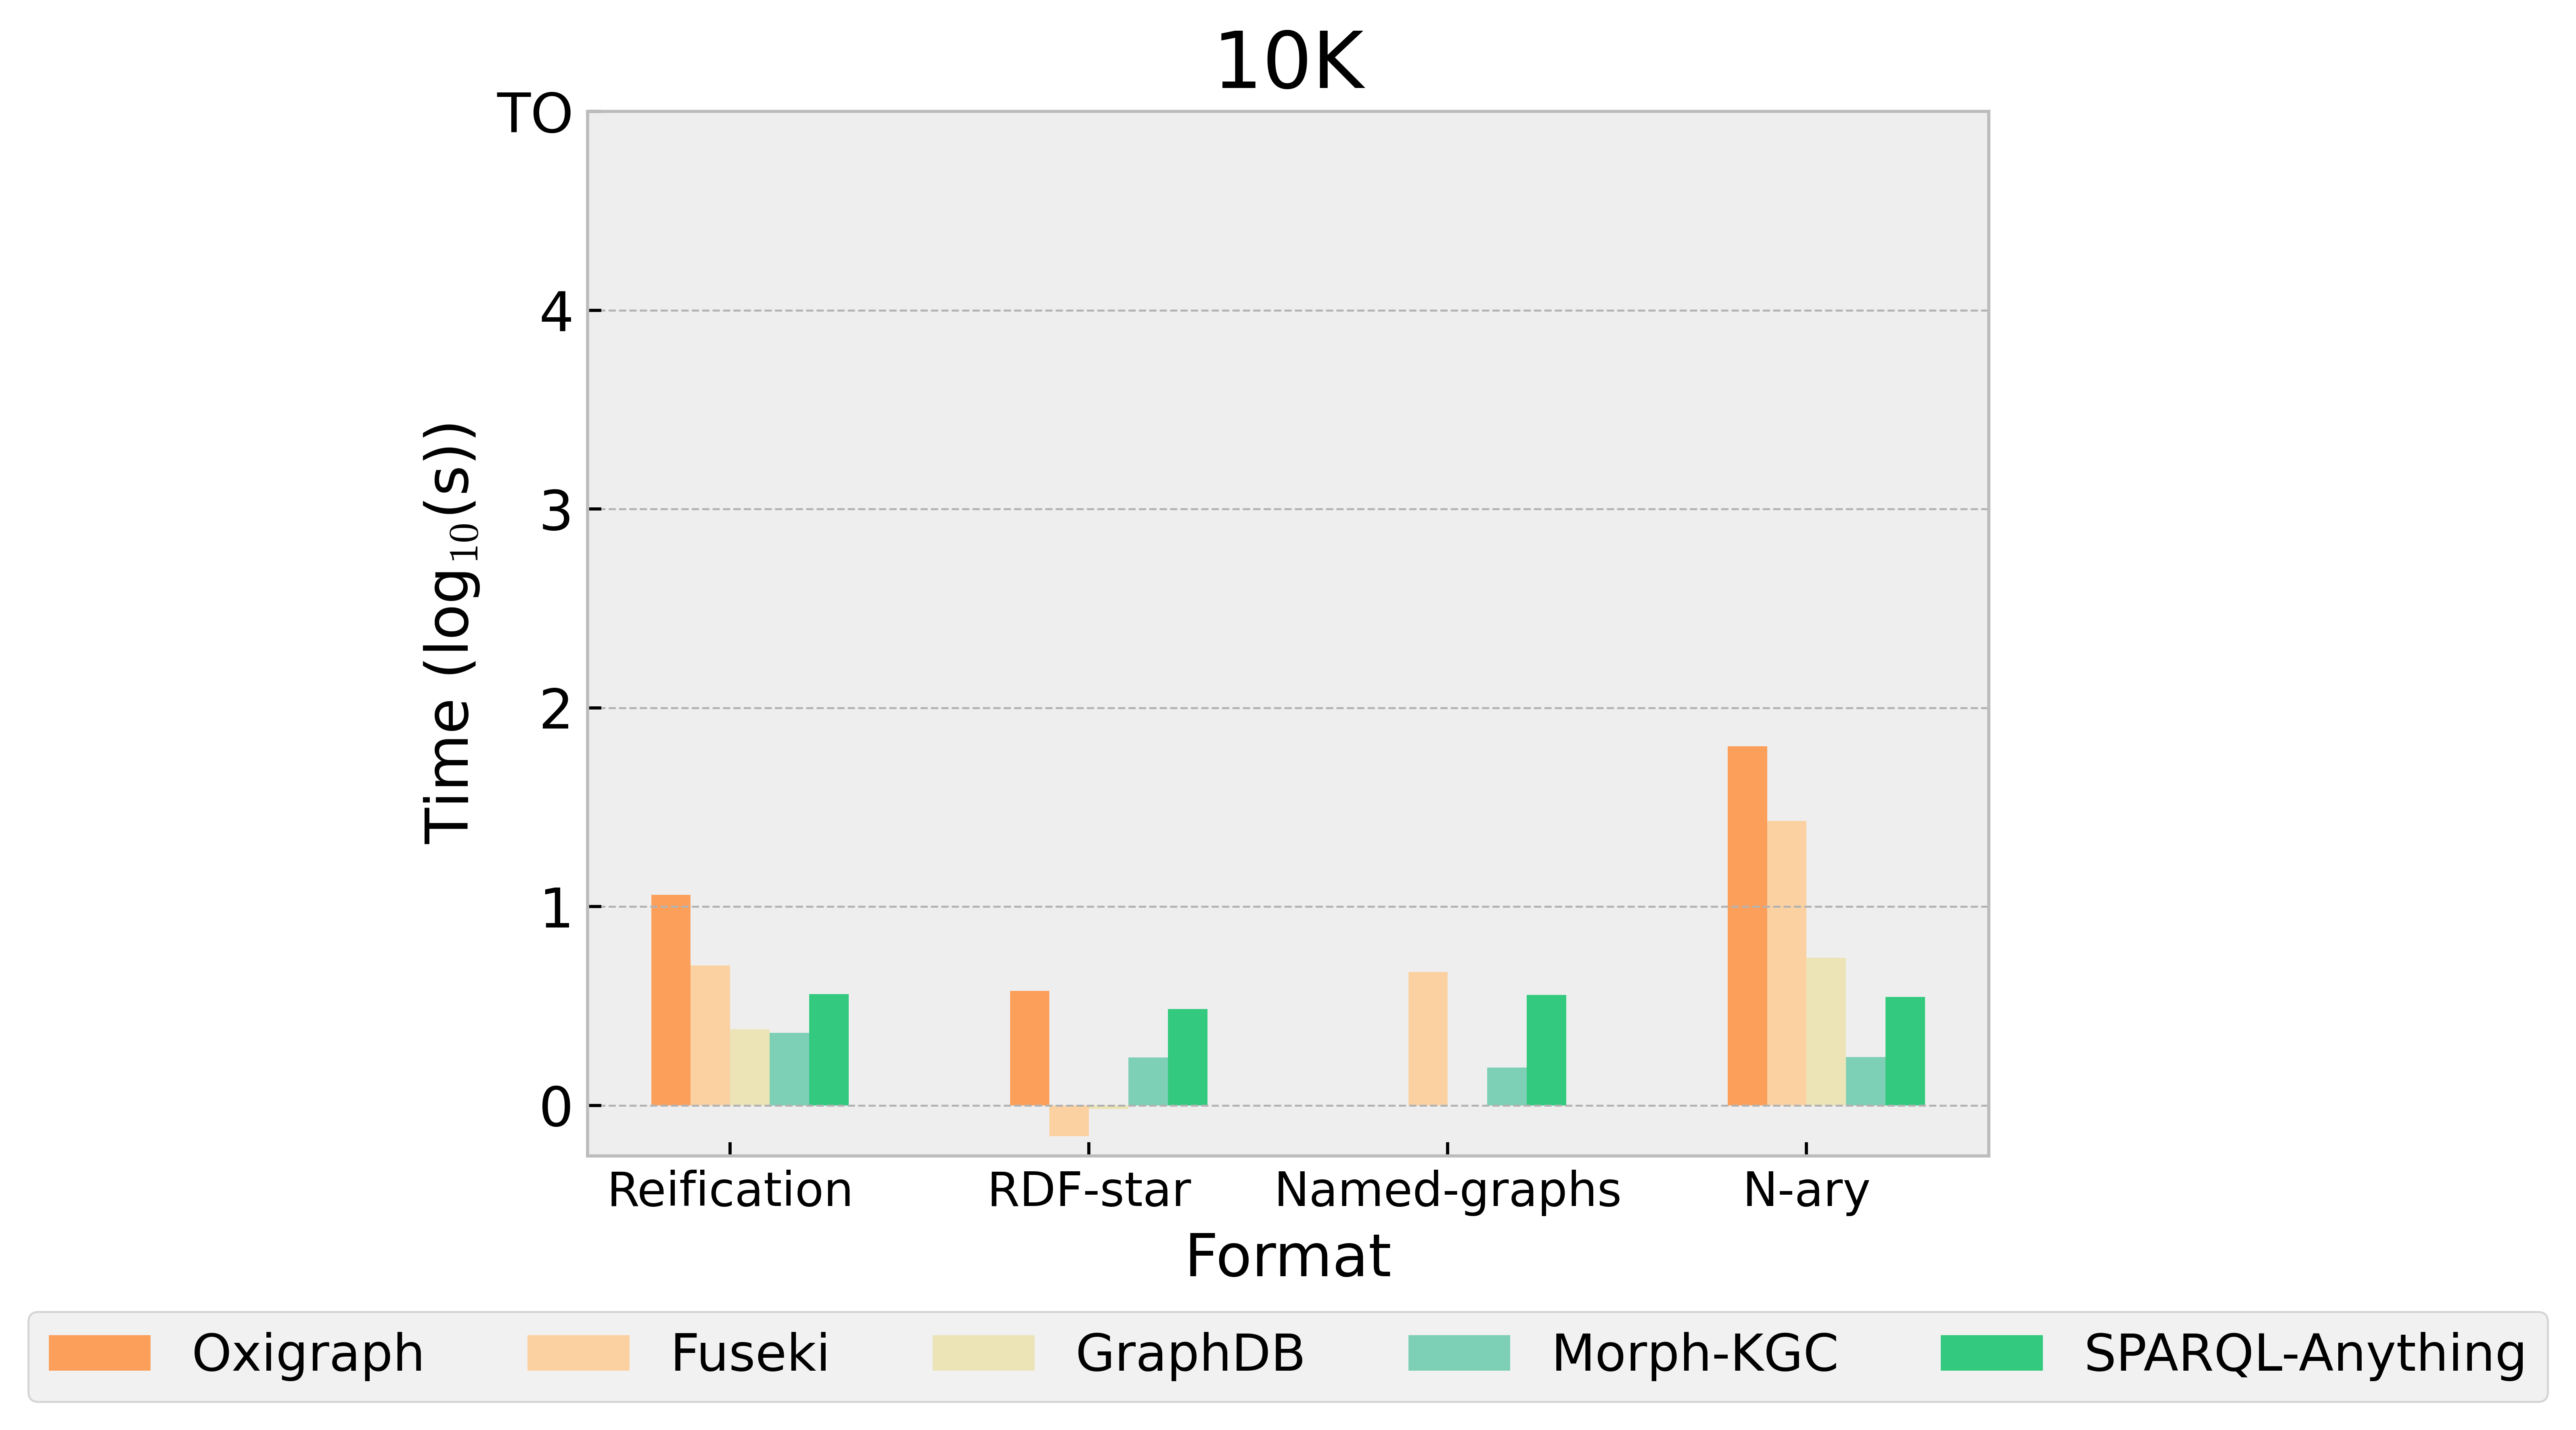 10K
TO
4
3
2
1
0
Time (log10(s))
Reification RDF-star Named-graphs N-ary
Format
Oxigraph Fuseki GraphDB Morph-KGC SPARQL-Anything